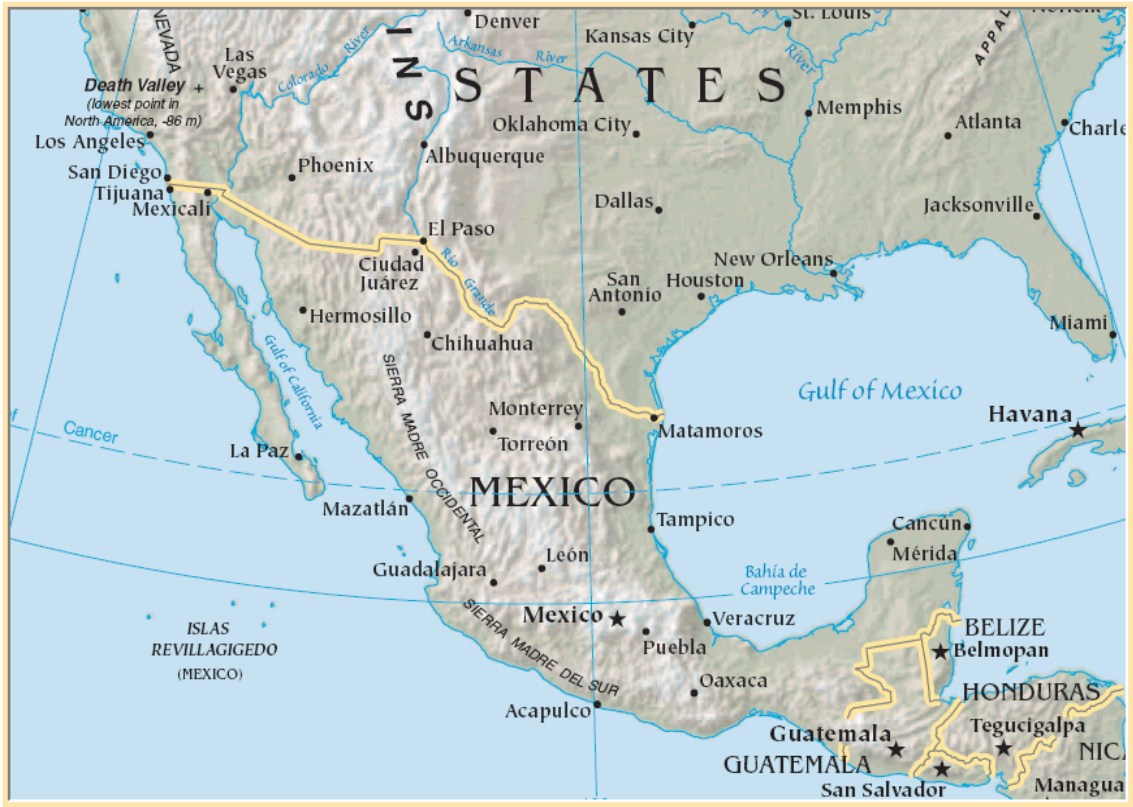 NEVADA
Denver
St. Louis
Norfolk
Kansas City
APPAL
Las
Vegas
Colorado
River
Arkansas
River
River
INS
STATES
Death Valley +
(lowest point in
North America, -86 m)
Memphis
Atlanta
Charle
Los Angeles
Oklahoma City
Albuquerque
San Diego
Phoenix
Tijuana
Mexicali
Dallas
Jacksonville
El Paso
Ciudad
Juárez
Río
Grande
New Orleans
San
Antonio
Houston
Hermosillo
Chihuahua
Miami
Gulf of California
SIERRA MADRE OCCIDENTAL
Gulf of Mexico
Monterrey
Torreón
Matamoros
Havana
of
Cancer
La Paz
MEXICO
Mazatlán
Tampico
Cancún
Mérida
León
Guadalajara
Bahía de
Campeche
SIERRA MADRE DEL SUR
Mexico
Veracruz
Puebla
ISLAS
REVILLAGIGEDO
(MEXICO)
BELIZE
Belmopan
Oaxaca
HONDURAS
Acapulco
Tegucigalpa
Guatemala
GUATEMALA
NIC
San Salvador
Managua